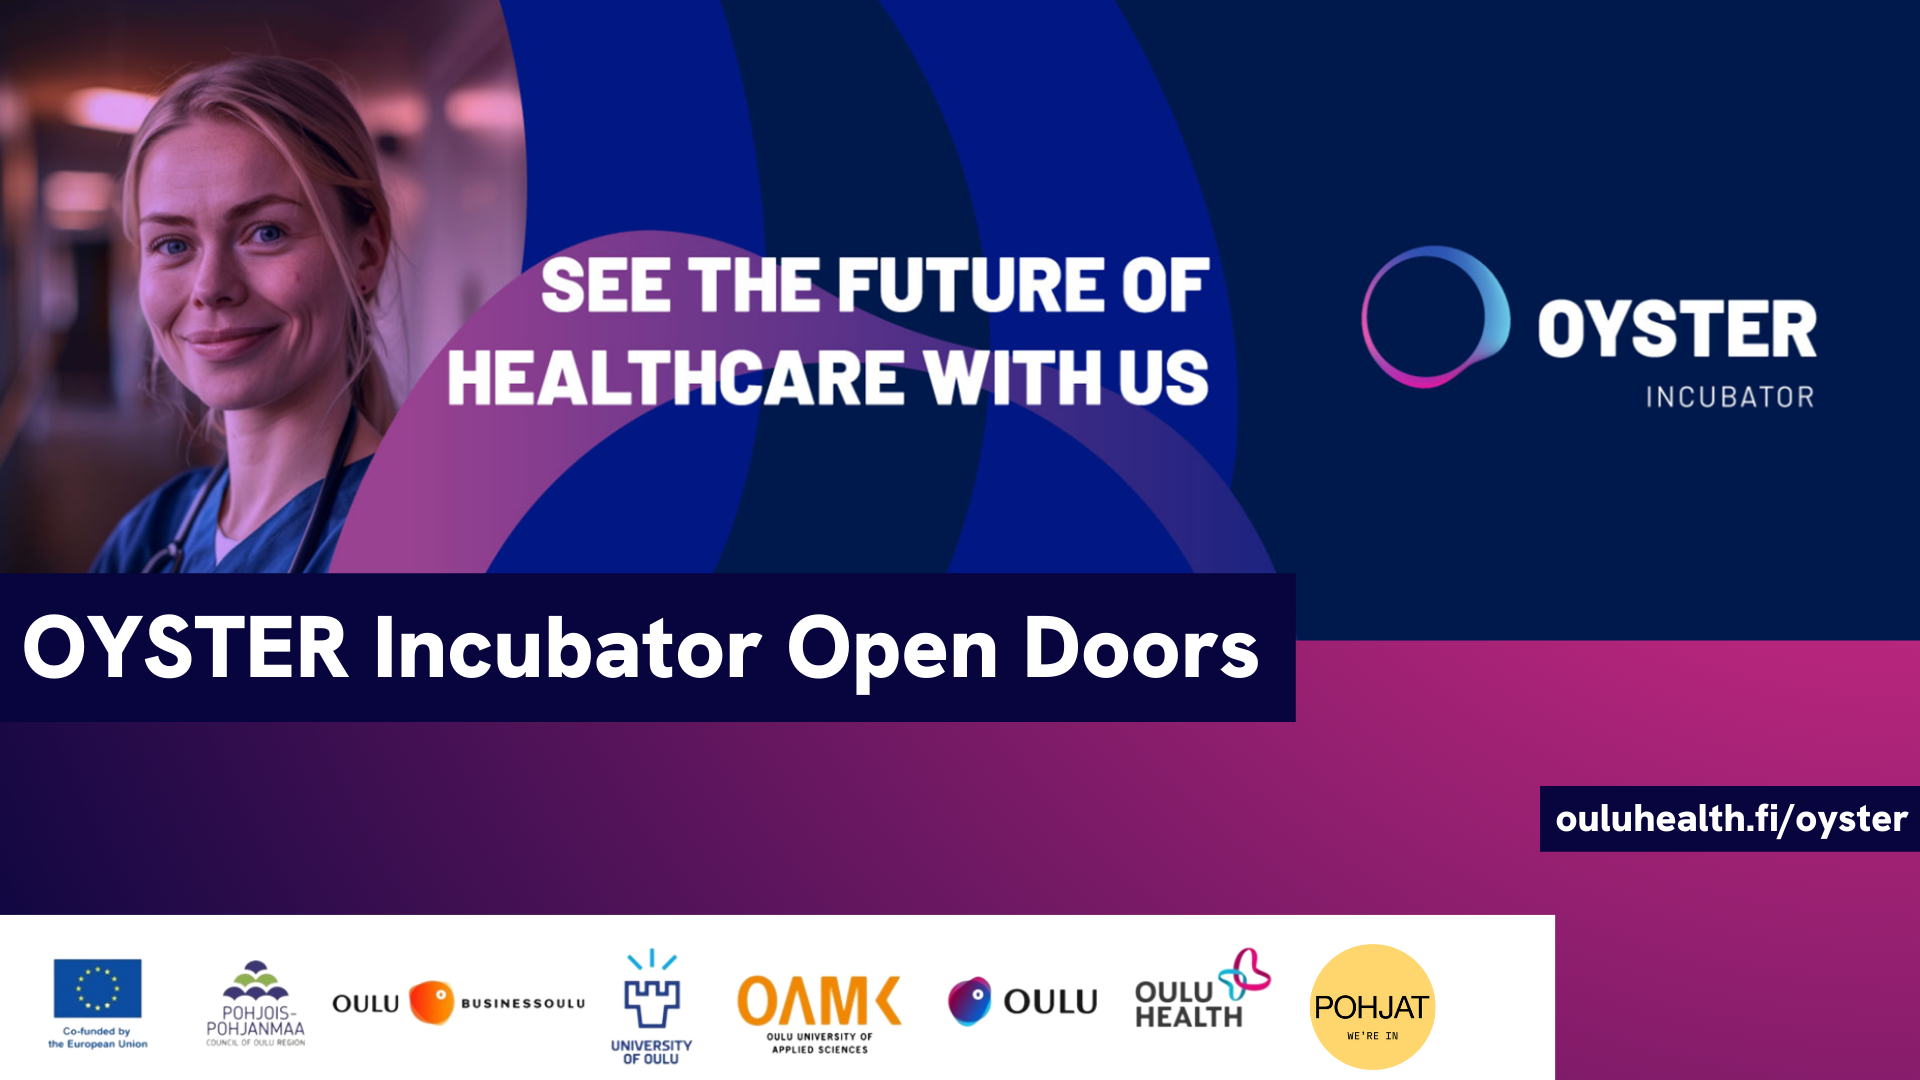 SEE THE FUTURE OF
HEALTHCARE WITH US
OYSTER
INCUBATOR
OYSTER Incubator Open Doors
ouluhealth.fi/oyster
Co-funded by
the European Union
POHJOIS-
POHJANMAA
COUNCIL OF OULU REGION
OULU BUSINESSOULU
UNIVERSITY
OF OULU
OAMK
OULU UNIVERSITY OF
APPLIED SCIENCES
OULU
OULU
HEALTH
POHJAT
WE'RE IN